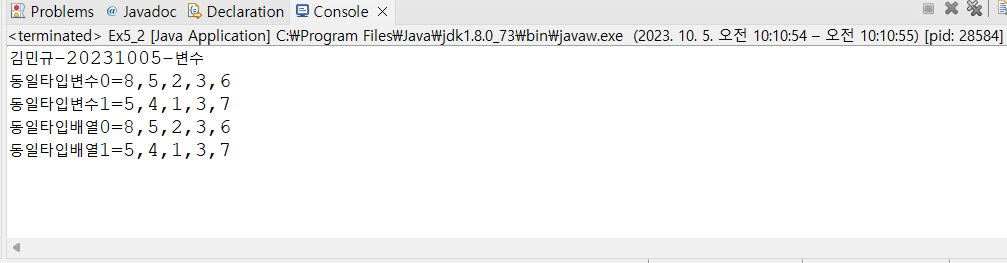 Problems @ Javadoc Declaration Console
<terminated> Ex5_2 [Java Application] C:₩Program Files₩Java₩jdk1.8.0_73₩bin₩javaw.exe (2023. 10. 5. 오전 10:10:54 – 오전 10:10:55) [pid: 28584]
김민규-20231005-변수
동일타입변수0=8,5,2,3,6
동일타입변수1=5,4,1,3,7
동일타입배열0=8,5,2,3,6
동일타입배열1=5,4,1,3,7